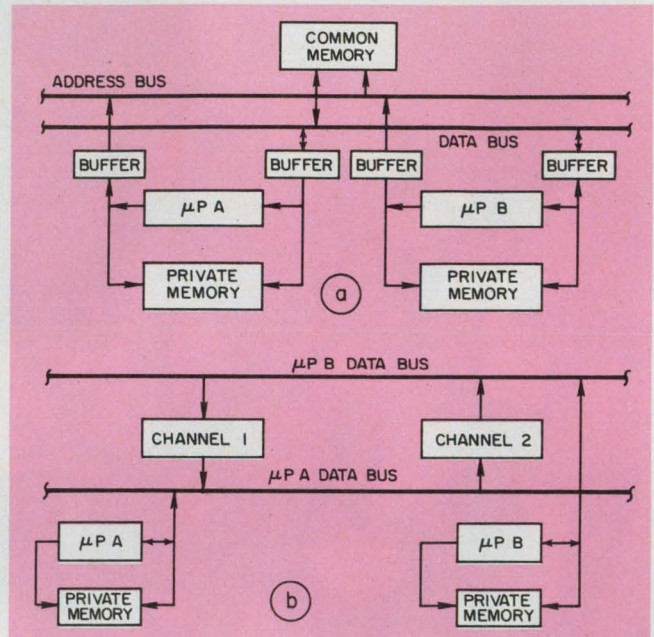 COMMON
MEMORY
ADDRESS BUS
DATA BUS
BUFFER
BUFFER
BUFFER
BUFFER
μP A
μP B
PRIVATE
MEMORY
PRIVATE
MEMORY
a
μP B DATA BUS
CHANNEL 1
CHANNEL 2
μP A DATA BUS
μP A
μP B
PRIVATE
MEMORY
PRIVATE
MEMORY
b